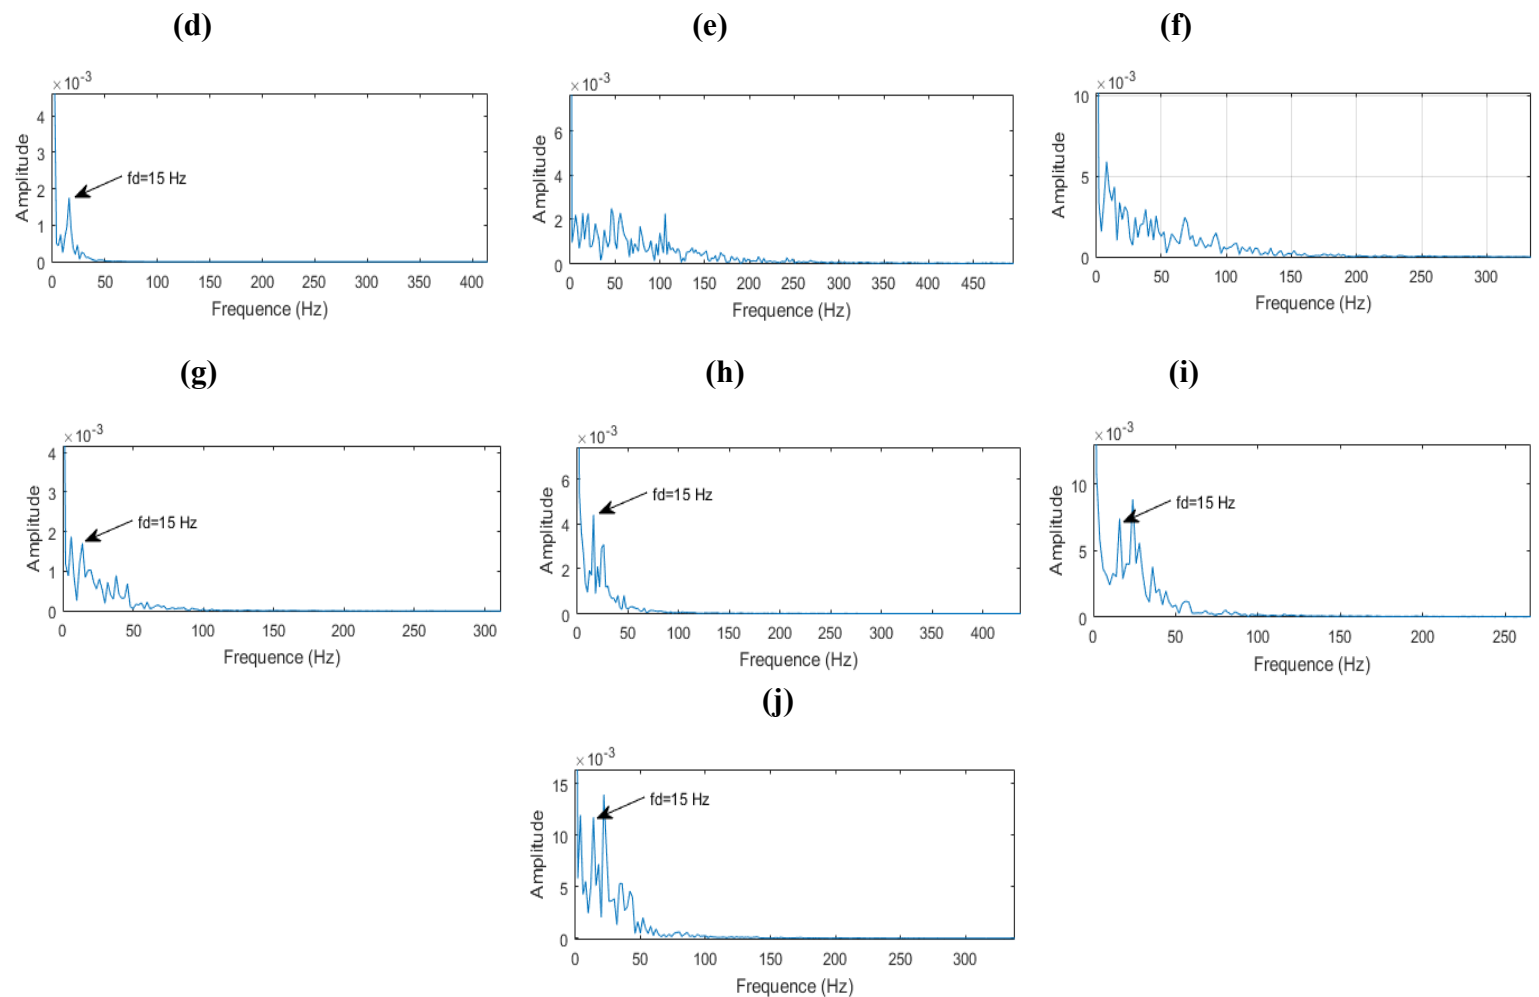 (d) (e) (f)
×10^-3
4
3
2
1
0
Amplitude
fd=15 Hz
0 50 100 150 200 250 300 350 400
Frequence (Hz)
×10^-3
6
4
2
0
Amplitude
0 50 100 150 200 250 300 350 400 450
Frequence (Hz)
×10^-3
10
5
0
Amplitude
0 50 100 150 200 250 300
Frequence (Hz)
(g) (h) (i)
×10^-3
4
3
2
1
0
Amplitude
fd=15 Hz
0 50 100 150 200 250 300
Frequence (Hz)
×10^-3
6
4
2
0
Amplitude
fd=15 Hz
0 50 100 150 200 250 300 350 400
Frequence (Hz)
×10^-3
10
5
0
Amplitude
fd=15 Hz
0 50 100 150 200 250
Frequence (Hz)
(j)
×10^-3
15
10
5
0
Amplitude
fd=15 Hz
0 50 100 150 200 250 300
Frequence (Hz)